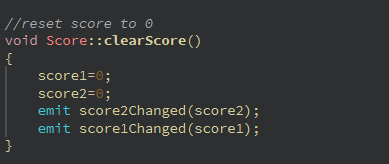 //reset score to 0
void Score::clearScore()
{
score1=0;
score2=0;
emit score2Changed(score2);
emit score1Changed(score1);
}